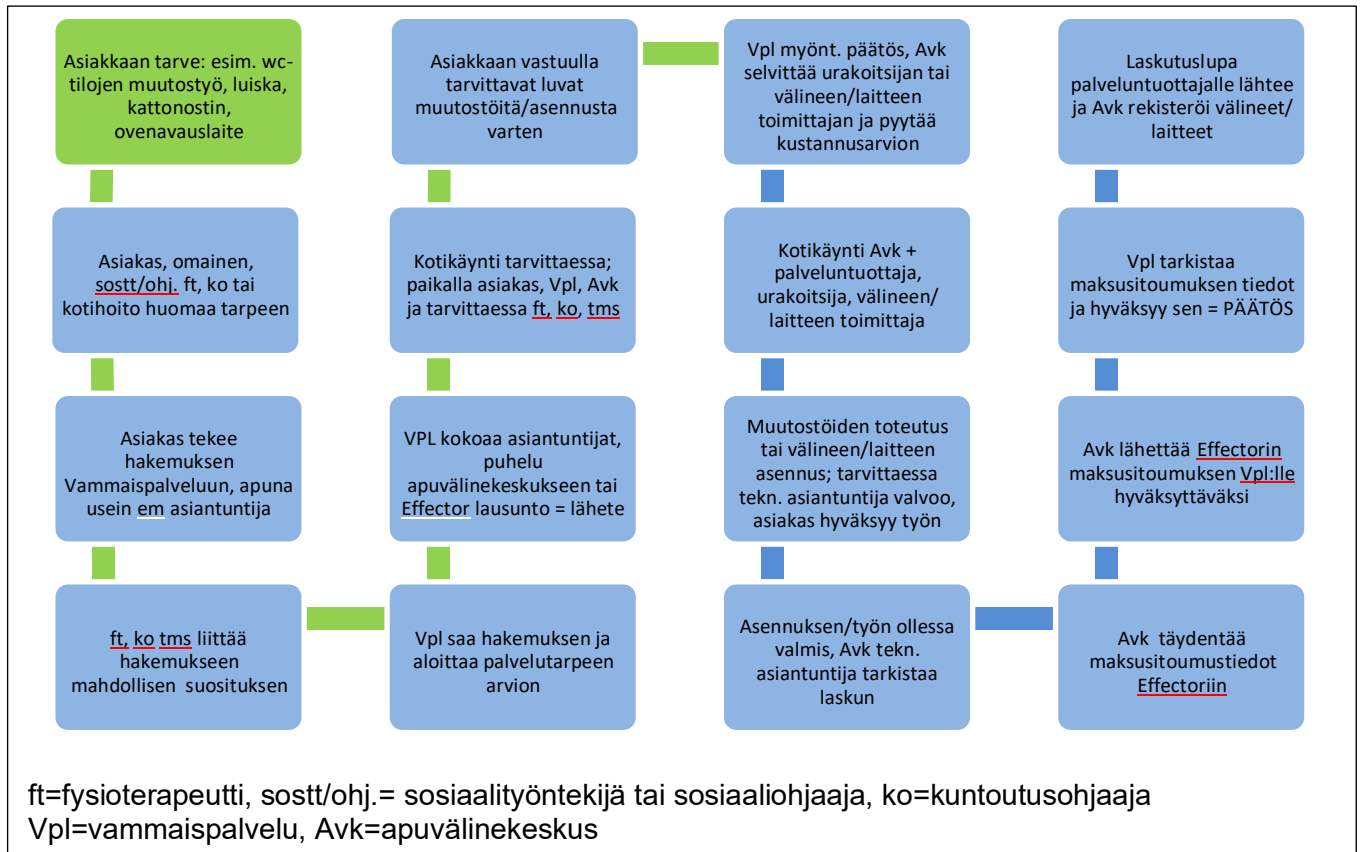 Asiakkaan tarve: esim. wc-
tilojen muutostyö, luiska,
kattonostin,
ovenavauslaite
Asiakas, omainen,
sostt/ohj. ft, ko tai
kotihoito huomaa tarpeen
Asiakas tekee
hakemuksen
Vammaispalveluun, apuna
usein em asiantuntija
ft, ko tms liittää
hakemukseen
mahdollisen suosituksen
Vpl saa hakemuksen ja
aloittaa palvelutarpeen
arvion
VPL kokoaa asiantuntijat,
puhelu
apuvälinekeskukseen tai
Effector lausunto = lähete
Kotikäynti tarvittaessa;
paikalla asiakas, Vpl, Avk
ja tarvittaessa ft, ko, tms
Asiakkaan vastuulla
tarvittavat luvat
muutostöitä/asennusta
varten
Vpl myönt. päätös, Avk
selvittää urakoitsijan tai
välineen/laitteen
toimittajan ja pyytää
kustannusarvion
Kotikäynti Avk +
palveluntuottaja,
urakoitsija, välineen/
laitteen toimittaja
Muutostöiden toteutus
tai välineen/laitteen
asennus; tarvittaessa
tekn. asiantuntija valvoo,
asiakas hyväksyy työn
Asennuksen/työn ollessa
valmis, Avk tekn.
asiantuntija tarkistaa
laskun
Avk täydentää
maksusitoumustiedot
Effectoriin
Avk lähettää Effectorin
maksusitoumuksen Vpl:lle
hyväksyttäväksi
Vpl tarkistaa
maksusitoumuksen tiedot
ja hyväksyy sen = PÄÄTÖS
Laskutuslupa
palveluntuottajalle lähtee
ja Avk rekisteröi välineet/
laitteet
ft=fysioterapeutti, sostt/ohj.= sosiaalityöntekijä tai sosiaaliohjaaja, ko=kuntoutusohjaaja
Vpl=vammaispalvelu, Avk=apuvälinekeskus